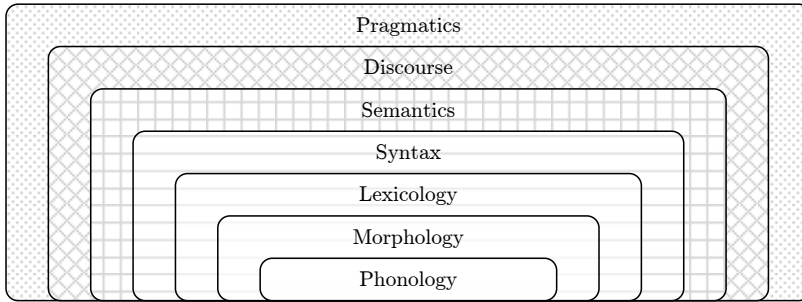 Pragmatics
Discourse
Semantics
Syntax
Lexicology
Morphology
Phonology